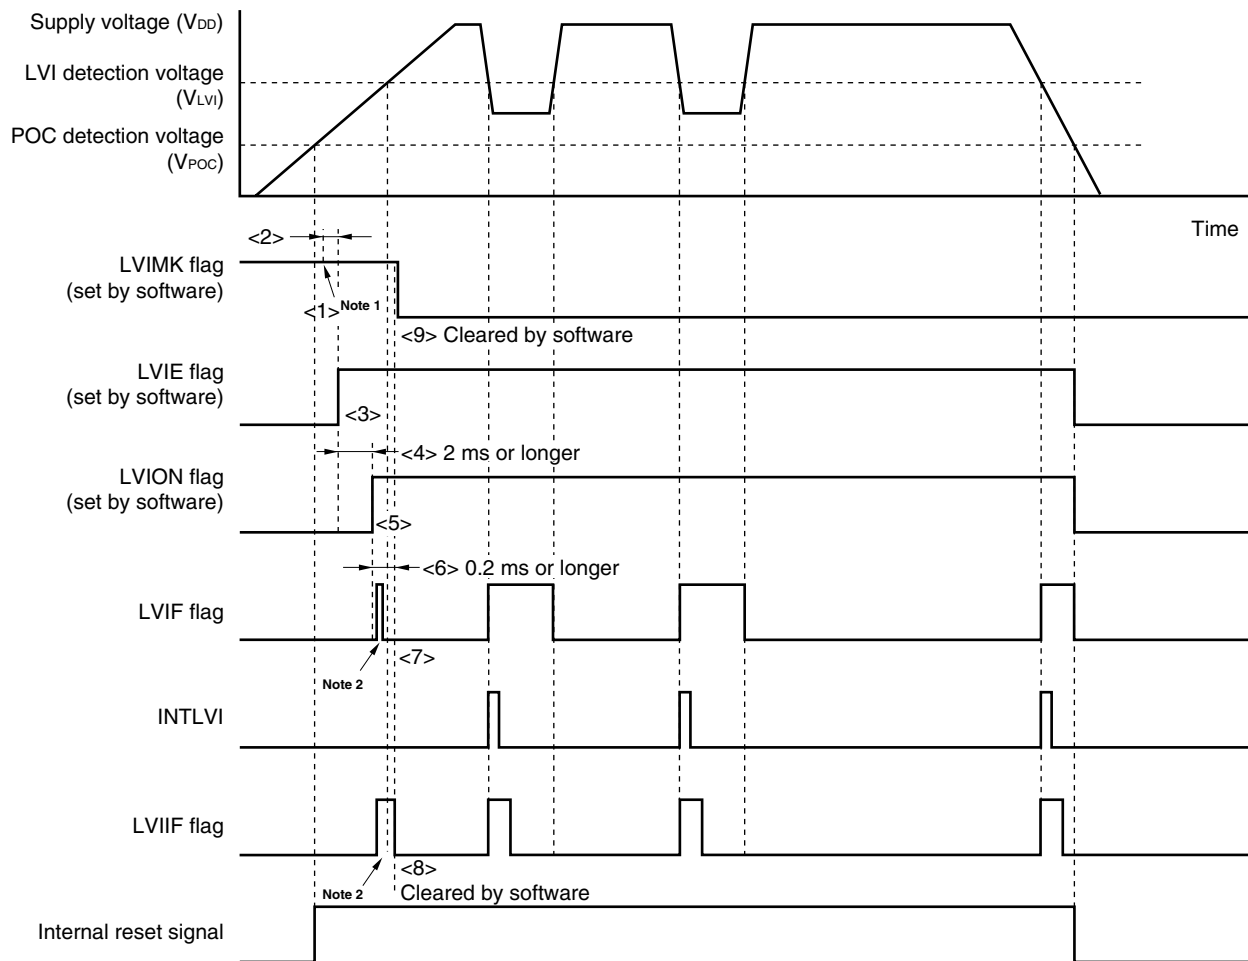 Supply voltage (VDD)
LVI detection voltage
(VLVI)
POC detection voltage
(VPOC)
Time
<2>
LVIMK flag
(set by software)
<1>
Note 1
<9> Cleared by software
LVIE flag
(set by software)
<3>
<4> 2 ms or longer
LVION flag
(set by software)
<5>
<6> 0.2 ms or longer
LVIF flag
<7>
Note 2
INTLVI
LVIIF flag
<8>
Note 2
Cleared by software
Internal reset signal